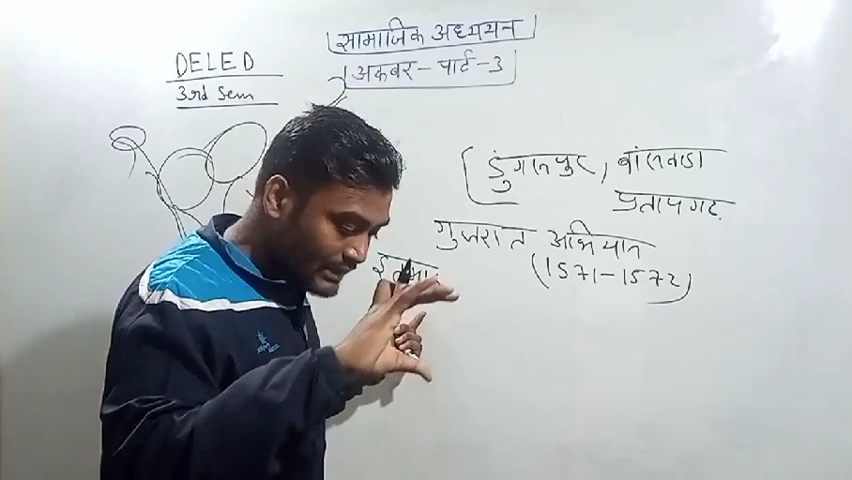 सामाजिक अध्ययन
अकबर - पार्ट - 3
DELED
3rd Sem
डुंगरपुर, बांसवाडा
प्रतापगढ
गुजरात अभियान
(1571-1572)